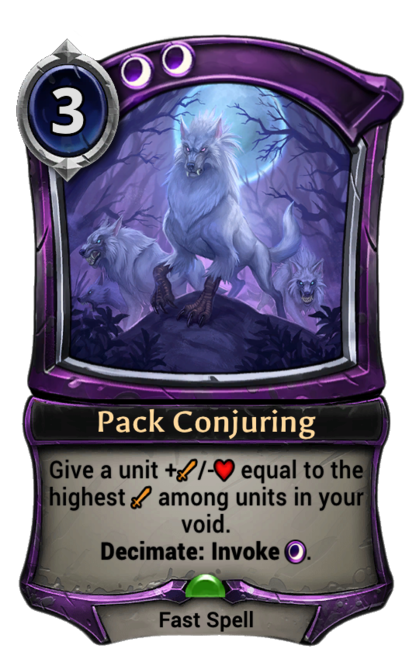 3
Pack Conjuring
Give a unit +/- equal to the
highest among units in your
void.
Decimate: Invoke .
Fast Spell